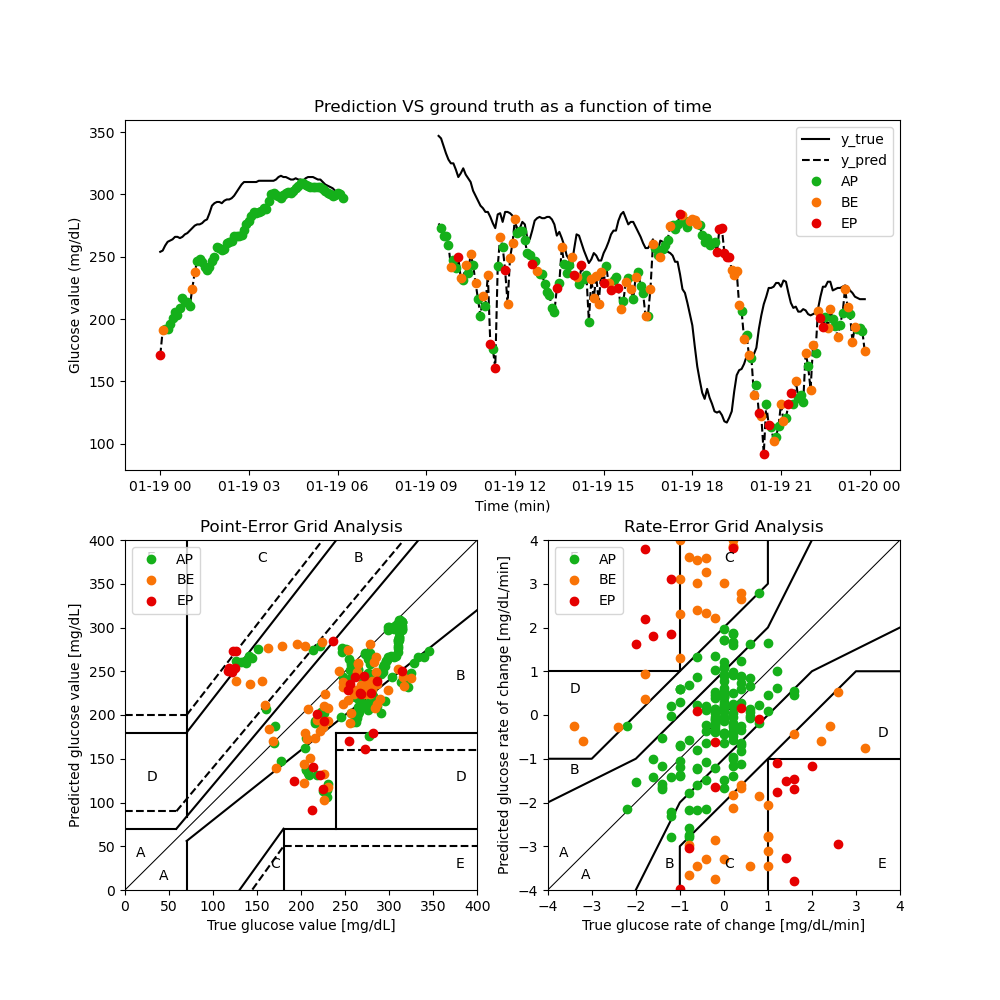 Prediction VS ground truth as a function of time
Glucose value (mg/dL)
350
300
250
200
150
100
y_true
y_pred
AP
BE
EP
01-19 00 01-19 03 01-19 06 01-19 09 01-19 12 01-19 15 01-19 18 01-19 21 01-20 00
Time (min)
Point-Error Grid Analysis
Predicted glucose value [mg/dL]
400
350
300
250
200
150
100
50
0
AP
BE
EP
C
B
B
D
D
A
A
C
E
0 50 100 150 200 250 300 350 400
True glucose value [mg/dL]
Rate-Error Grid Analysis
Predicted glucose rate of change [mg/dL/min]
4
3
2
1
0
−1
−2
−3
−4
AP
BE
EP
C
D
D
B
A
A
B
C
E
−4 −3 −2 −1 0 1 2 3 4
True glucose rate of change [mg/dL/min]